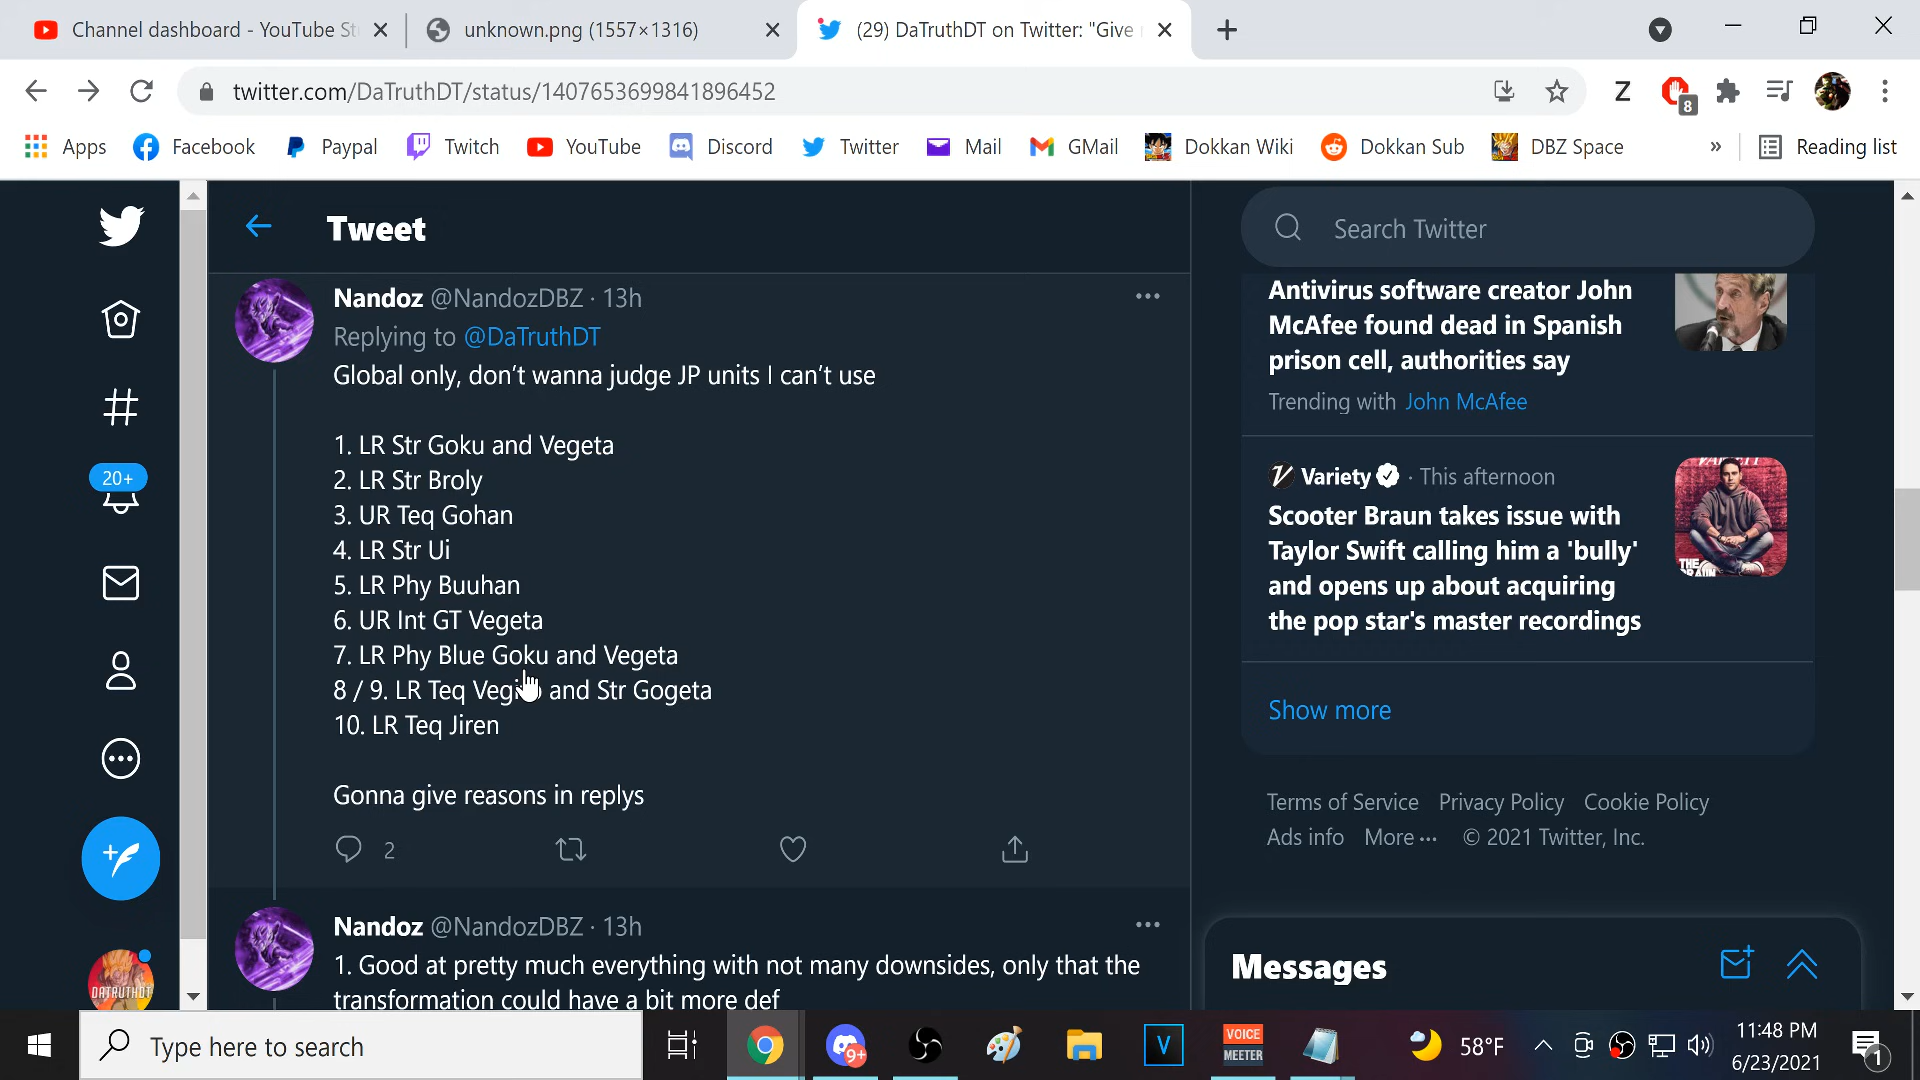 Channel dashboard - YouTube St
unknown.png (1557×1316)
(29) DaTruthDT on Twitter: "Give
twitter.com/DaTruthDT/status/1407653699841896452
Z
8
Apps
Facebook
Paypal
Twitch
YouTube
Discord
Twitter
Mail
GMail
Dokkan Wiki
Dokkan Sub
DBZ Space
»
Reading list
Tweet
Search Twitter
20+
Nandoz @NandozDBZ · 13h
Replying to @DaTruthDT
Global only, don't wanna judge JP units I can't use
1. LR Str Goku and Vegeta
2. LR Str Broly
3. UR Teq Gohan
4. LR Str Ui
5. LR Phy Buuhan
6. UR Int GT Vegeta
7. LR Phy Blue Goku and Vegeta
8 / 9. LR Teq and Str Gogeta
10. LR Teq Jiren
Gonna give reasons in replys
2
Nandoz @NandozDBZ · 13h
1. Good at pretty much everything with not many downsides, only that the
transformation could have a bit more def
Antivirus software creator John
McAfee found dead in Spanish
prison cell, authorities say
Trending with John McAfee
Variety · This afternoon
Scooter Braun takes issue with
Taylor Swift calling him a 'bully'
and opens up about acquiring
the pop star's master recordings
Show more
Terms of Service Privacy Policy Cookie Policy
Ads info More ··· © 2021 Twitter, Inc.
Messages
DATRUTHDT
Type here to search
9+
V
VOICE
MEETER
58°F
11:48 PM
6/23/2021
1